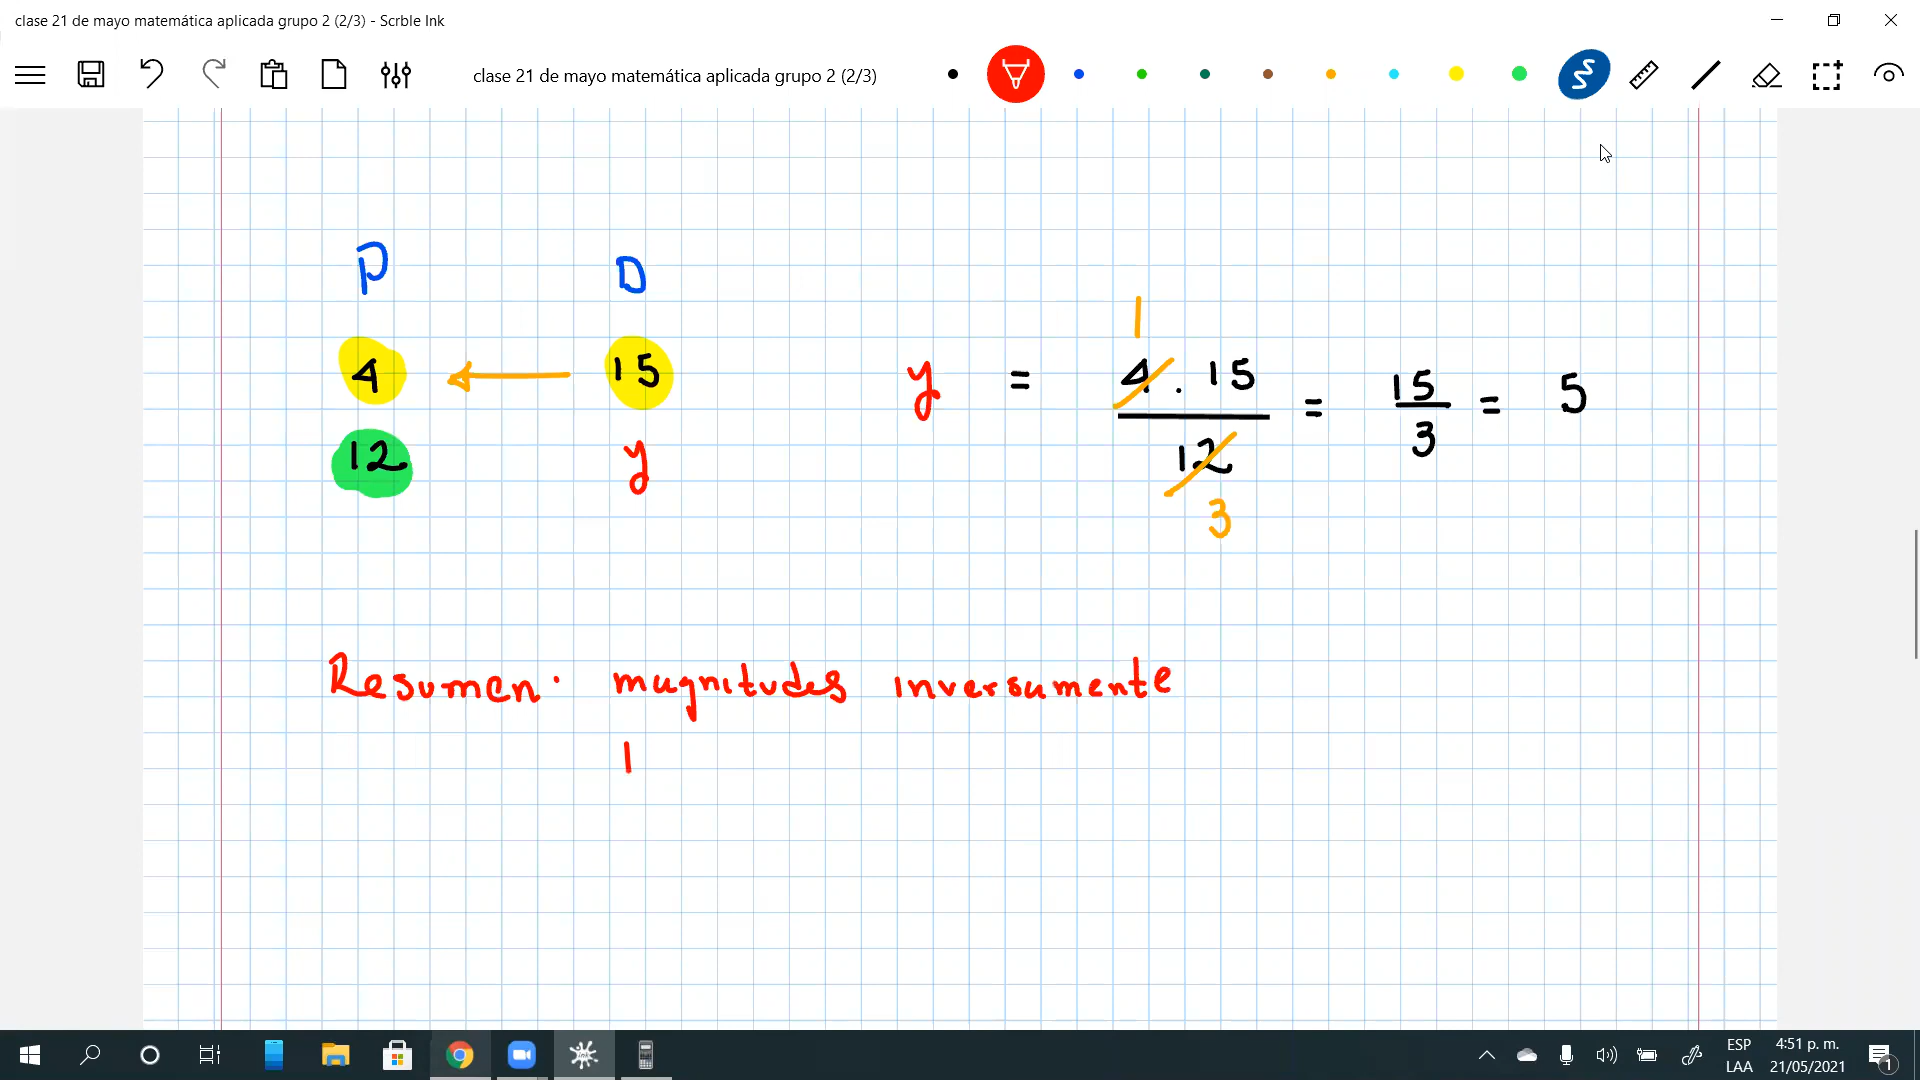 clase 21 de mayo matemática aplicada grupo 2 (2/3) - Scrble Ink
clase 21 de mayo matemática aplicada grupo 2 (2/3)
P D
4 15
12 y
1
y = 4 . 15 / 12 = 15 / 3 = 5
3
Resumen. magnitudes inversamente
ESP
LAA
4:51 p. m.
21/05/2021
1